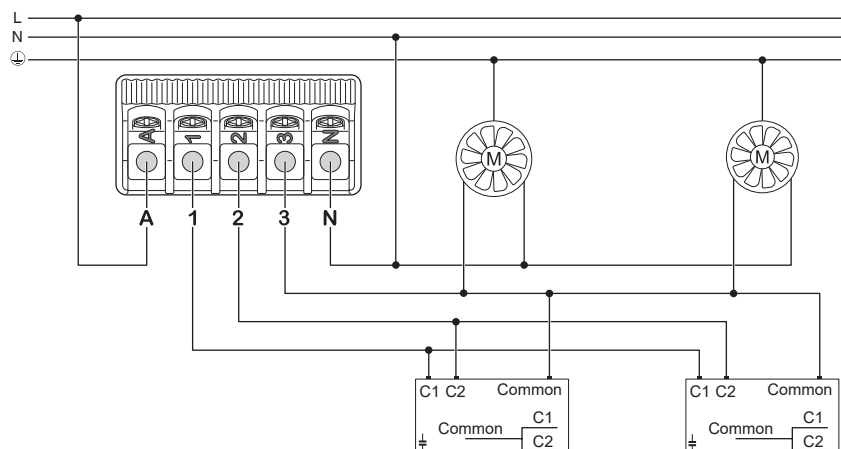 L
N
A 1 2 3 N
M M
A 1 2 3 N
C1 C2 Common C1 C2 Common
C1 C1
Common Common
C2 C2